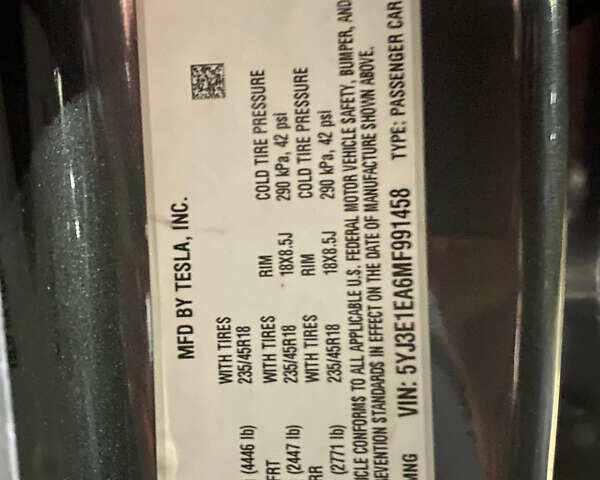 MFD BY TESLA, INC.
WITH TIRES
(4446 lb) 235/45R18
FRT WITH TIRES RIM COLD TIRE PRESSURE
(2447 lb) 235/45R18 18X8.5J 290 kPa, 42 psi
RR WITH TIRES RIM COLD TIRE PRESSURE
(2771 lb) 235/45R18 18X8.5J 290 kPa, 42 psi
ICLE CONFORMS TO ALL APPLICABLE U.S. FEDERAL MOTOR VEHICLE SAFETY, BUMPER, AND
EVENTION STANDARDS IN EFFECT ON THE DATE OF MANUFACTURE SHOWN ABOVE.
MNG VIN: 5YJ3E1EA6MF991458 TYPE: PASSENGER CAR